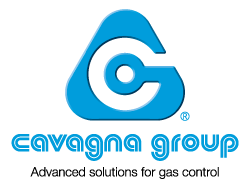 ®
cavagna group
Advanced solutions for gas control